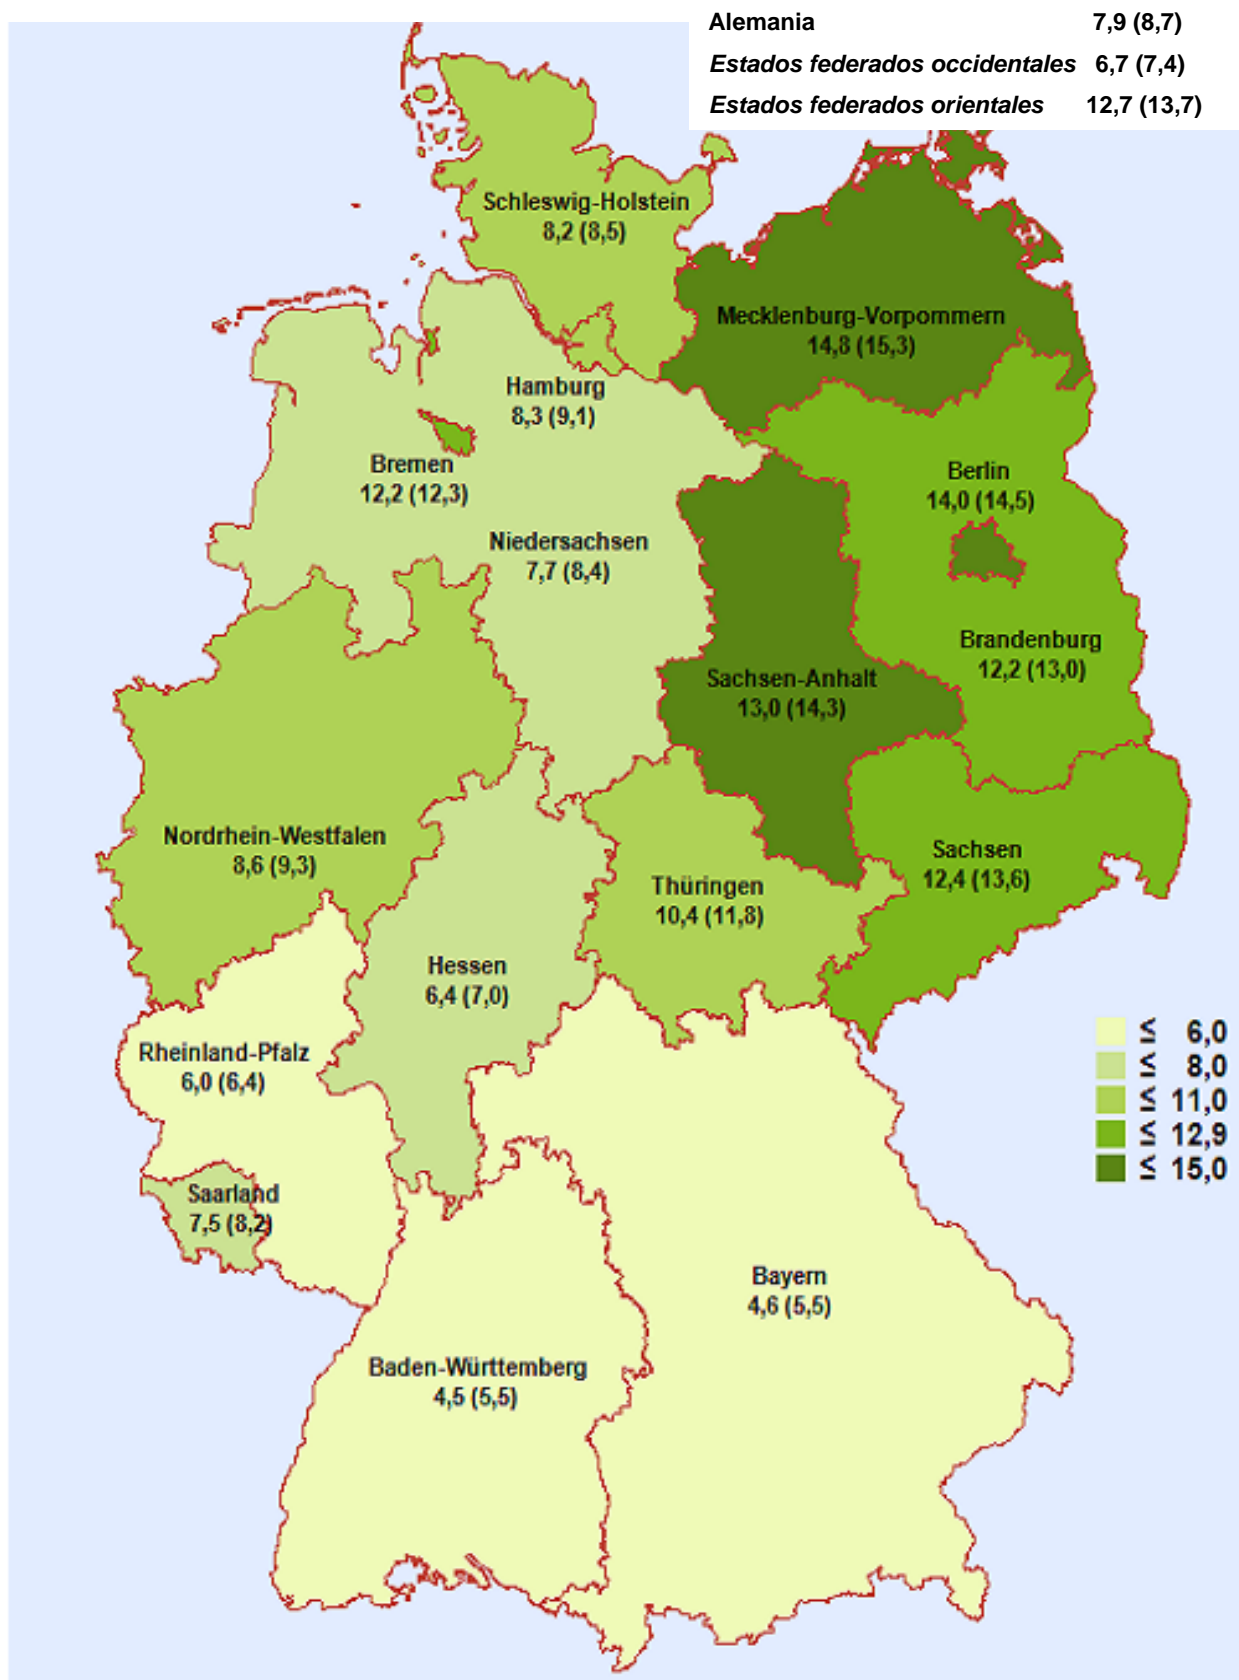 Alemania 7,9 (8,7)
Estados federados occidentales 6,7 (7,4)
Estados federados orientales 12,7 (13,7)
Schleswig-Holstein
8,2 (8,5)
Mecklenburg-Vorpommern
14,8 (15,3)
Hamburg
8,3 (9,1)
Bremen
12,2 (12,3)
Berlin
14,0 (14,5)
Niedersachsen
7,7 (8,4)
Brandenburg
12,2 (13,0)
Sachsen-Anhalt
13,0 (14,3)
Nordrhein-Westfalen
8,6 (9,3)
Sachsen
12,4 (13,6)
Thüringen
10,4 (11,8)
Hessen
6,4 (7,0)
Rheinland-Pfalz
6,0 (6,4)
≤ 6,0
≤ 8,0
≤ 11,0
≤ 12,9
≤ 15,0
Saarland
7,5 (8,2)
Bayern
4,6 (5,5)
Baden-Württemberg
4,5 (5,5)